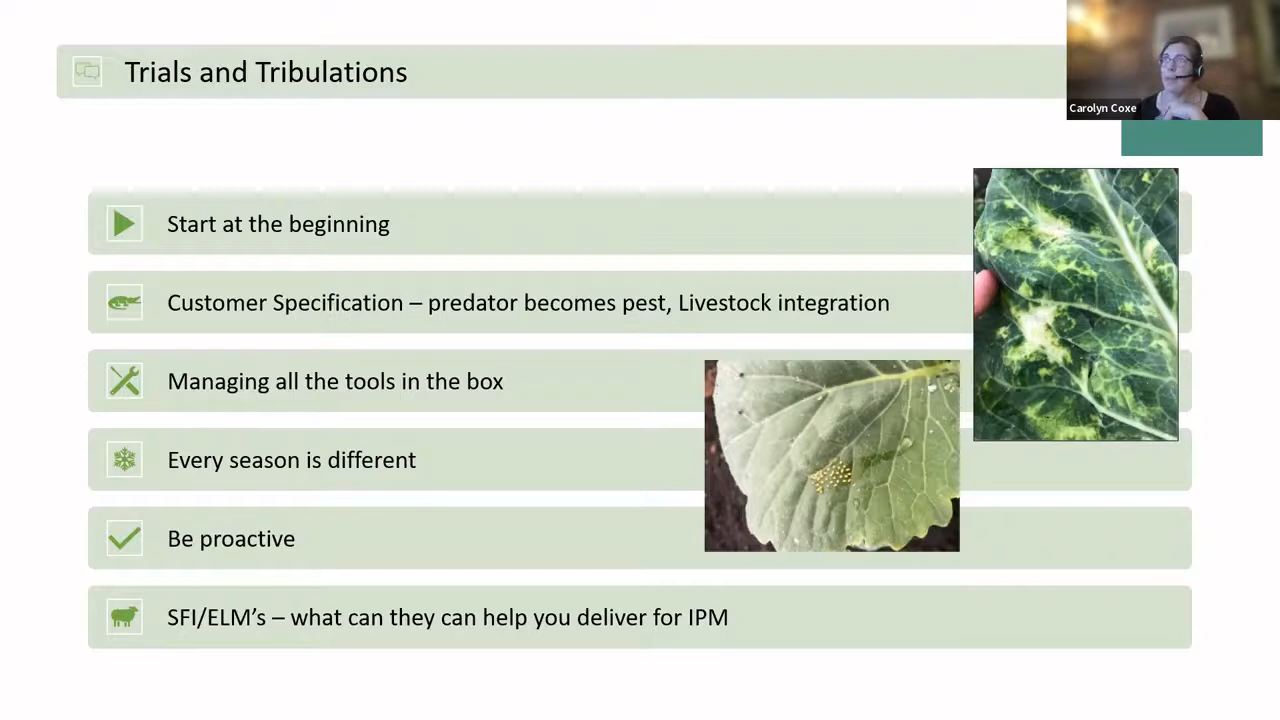 Trials and Tribulations
Carolyn Coxe
Start at the beginning
Customer Specification – predator becomes pest, Livestock integration
Managing all the tools in the box
Every season is different
Be proactive
SFI/ELM's – what can they can help you deliver for IPM